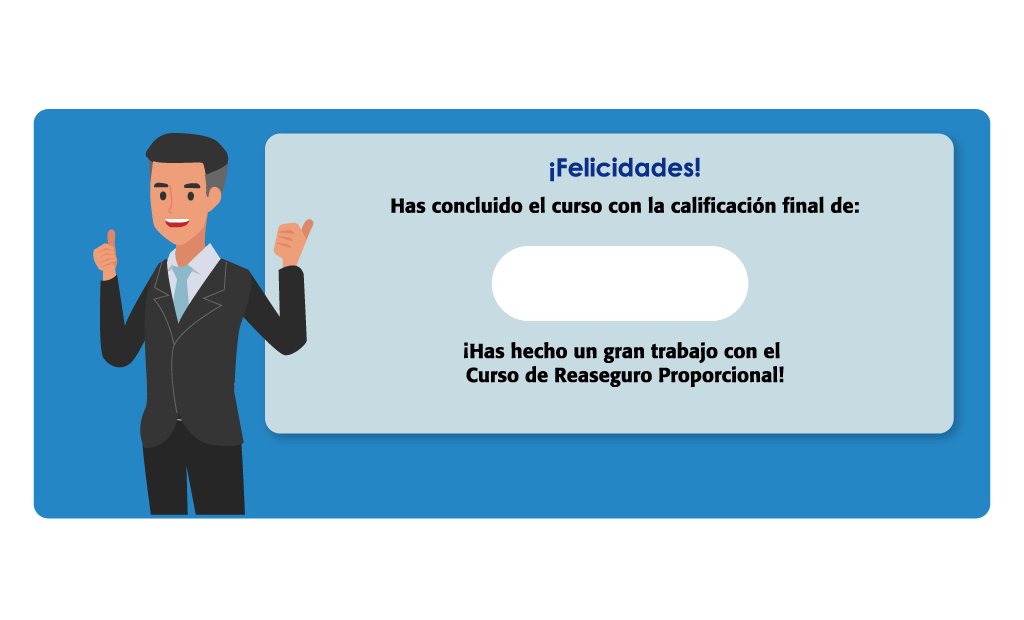 ¡Felicidades!
Has concluido el curso con la calificación final de:
¡Has hecho un gran trabajo con el
Curso de Reaseguro Proporcional!